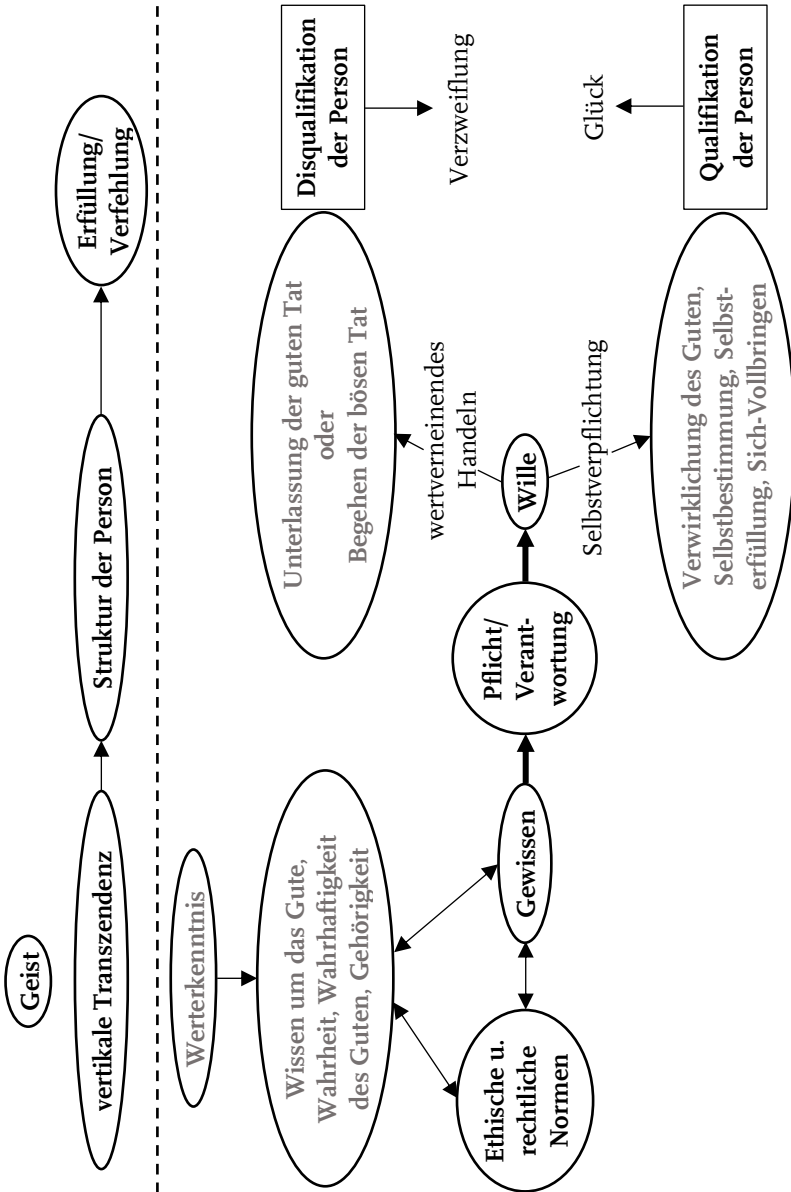 Geist
vertikale Transzendenz
Struktur der Person
Erfüllung/
Verfehlung
Werterkenntnis
Wissen um das Gute,
Wahrheit, Wahrhaftigkeit
des Guten, Gehörigkeit
Ethische u.
rechtliche
Normen
Gewissen
Pflicht/
Verant-
wortung
Wille
wertverneinendes
Handeln
Unterlassung der guten Tat
oder
Begehen der bösen Tat
Disqualifikation
der Person
Verzweiflung
Selbstverpflichtung
Verwirklichung des Guten,
Selbstbestimmung, Selbst-
erfüllung, Sich-Vollbringen
Qualifikation
der Person
Glück